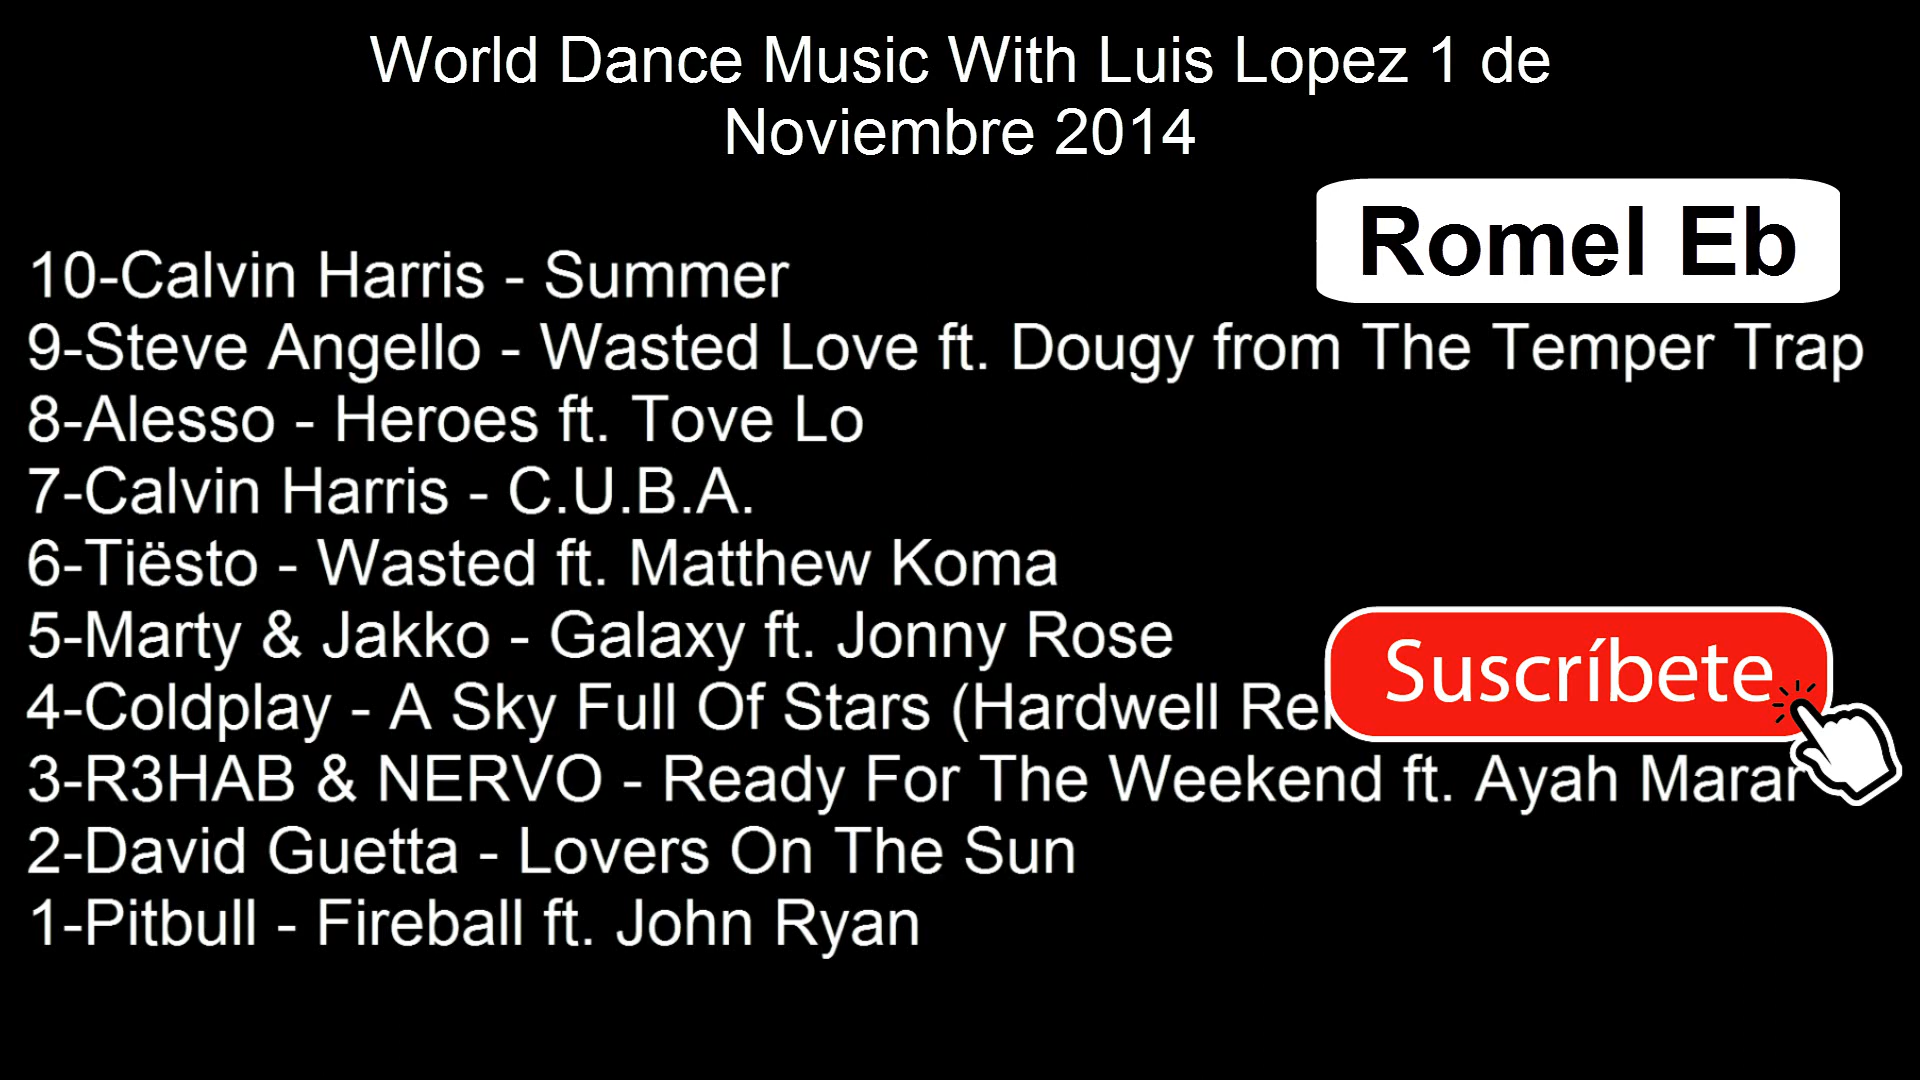 World Dance Music With Luis Lopez 1 de
Noviembre 2014
Romel Eb
10-Calvin Harris - Summer
9-Steve Angello - Wasted Love ft. Dougy from The Temper Trap
8-Alesso - Heroes ft. Tove Lo
7-Calvin Harris - C.U.B.A.
6-Tiësto - Wasted ft. Matthew Koma
5-Marty & Jakko - Galaxy ft. Jonny Rose
Suscríbete
4-Coldplay - A Sky Full Of Stars (Hardwell
3-R3HAB & NERVO - Ready For The Weekend ft. Ayah Marar
2-David Guetta - Lovers On The Sun
1-Pitbull - Fireball ft. John Ryan